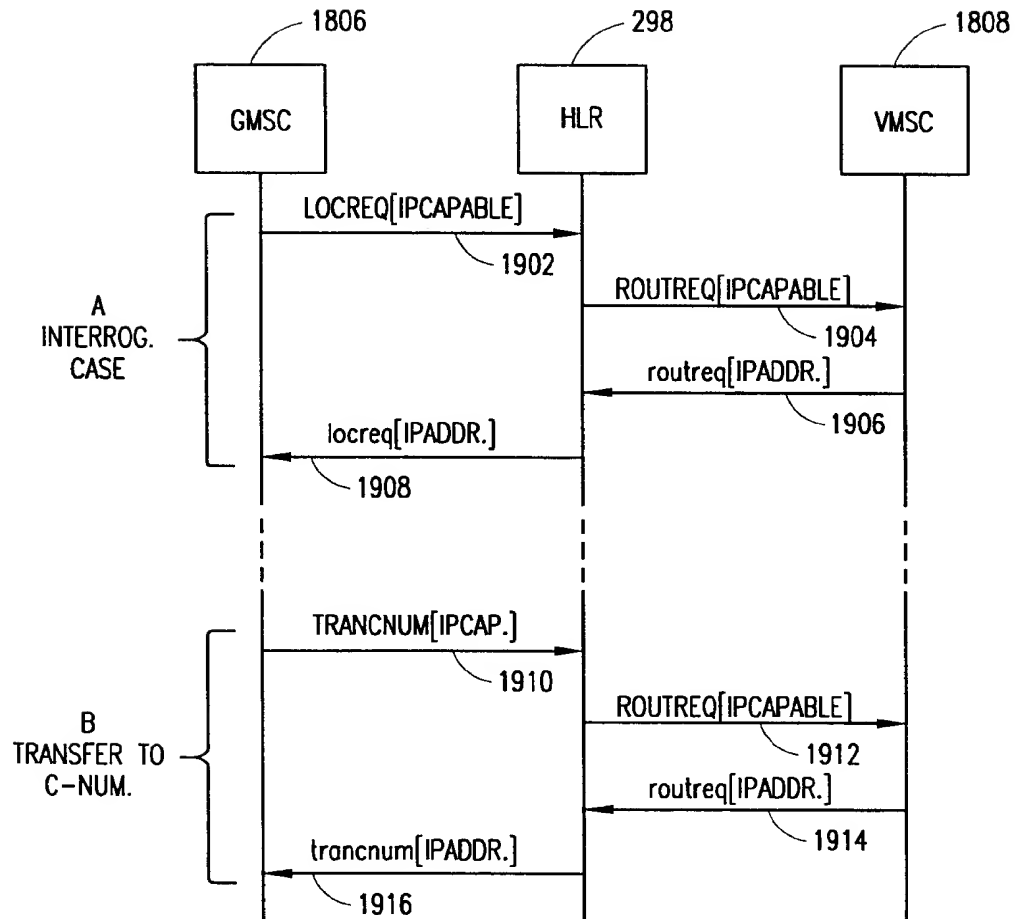 1806
298
1808
GMSC
HLR
VMSC
LOCREQ[IPCAPABLE]
1902
ROUTREQ[IPCAPABLE]
1904
A
INTERROG.
CASE
routreq[IPADDR.]
1906
locreq[IPADDR.]
1908
TRANCNUM[IPCAP.]
1910
ROUTREQ[IPCAPABLE]
1912
B
TRANSFER TO
C-NUM.
routreq[IPADDR.]
1914
trancnum[IPADDR.]
1916